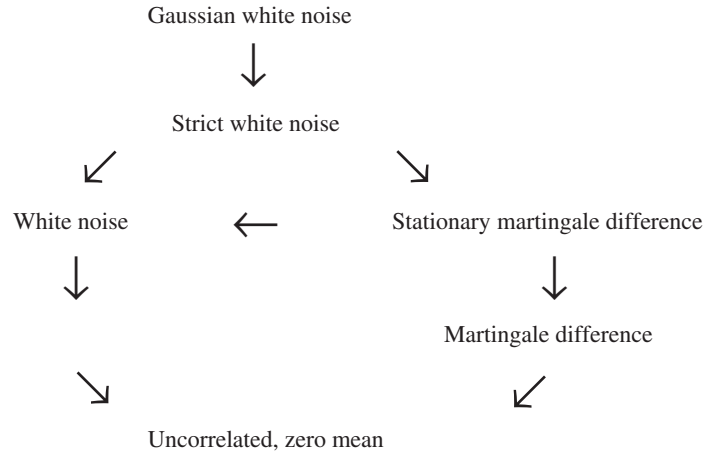 Gaussian white noise
Strict white noise
White noise
Stationary martingale difference
Martingale difference
Uncorrelated, zero mean